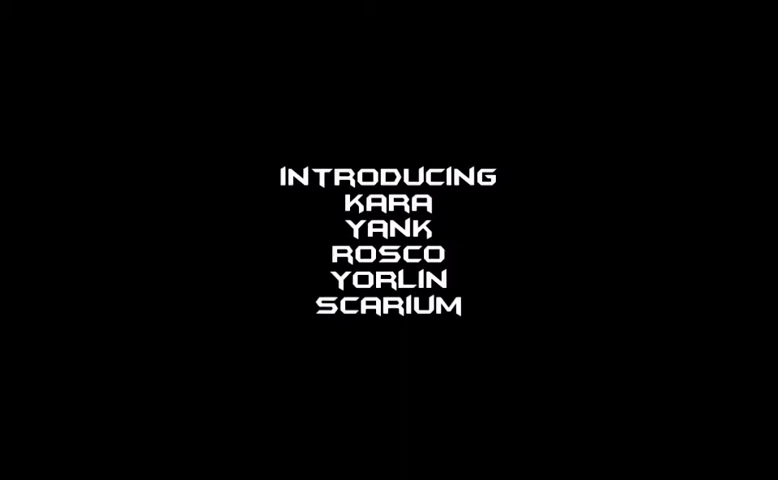 INTRODUCING
KARA
YANK
ROSCO
YORLIN
SCARIUM